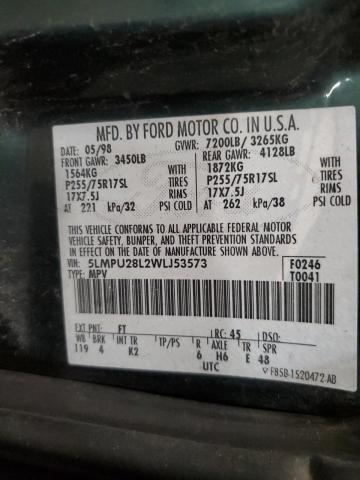 MFD. BY FORD MOTOR CO. IN U.S.A.
05/98 GVWR: 7200LB/ 3265KG
FRONT GAWR: 3450LB REAR GAWR: 4128LB
1564KG WITH 1872KG WITH
P255/75R17SL TIRES P255/75R17SL TIRES
17X7.5J RIMS 17X7.5J RIMS
AT 221 kPa/32 PSI COLD AT 262 kPa/38 PSI COLD
THIS VEHICLE CONFORMS TO ALL APPLICABLE FEDERAL MOTOR
VEHICLE SAFETY, BUMPER, AND THEFT PREVENTION STANDARDS
IN EFFECT ON THE DATE OF MANUFACTURE SHOWN ABOVE.
VEH. IDENT. NO.
5LMPU28L2WLJ53573 F0246
TYPE: MPV T0041
EXT PNT: FT RC: 45 DSO:
WB BRK INT TR TP/PS R AXLE TR SPR
119 4 K2 6 H6 E 48
UTC
F85B-1520472-AB